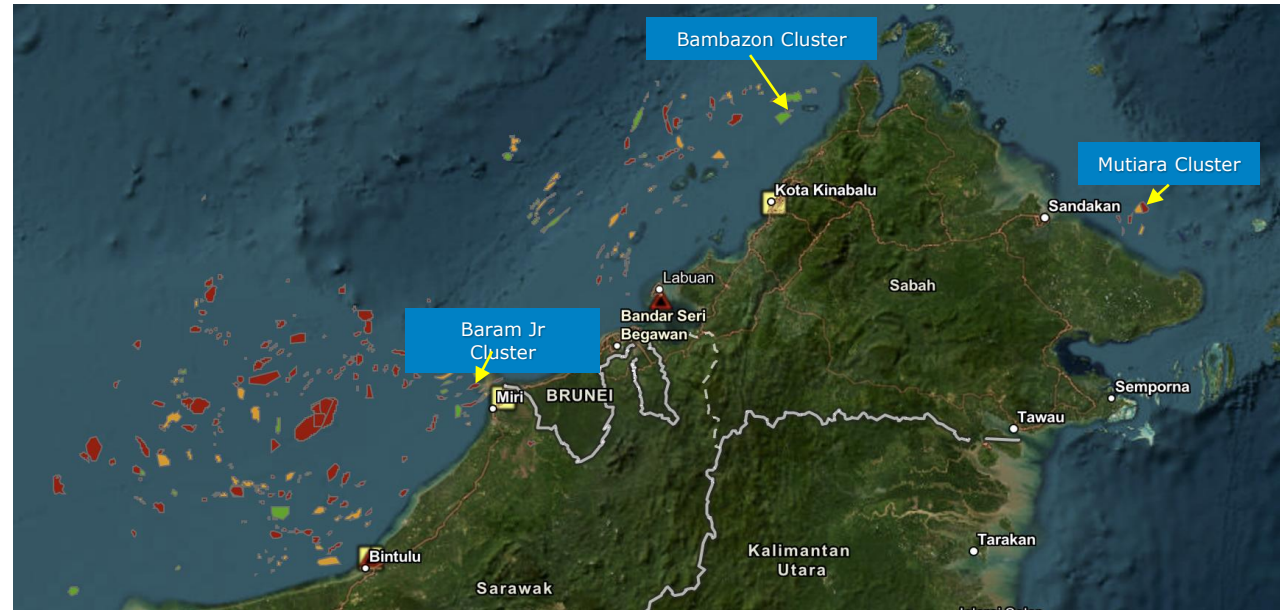 Bambazon Cluster
Mutiara Cluster
Kota Kinabalu
Sandakan
Labuan
Sabah
Baram Jr
Cluster
Bandar Seri
Begawan
Miri
BRUNEI
Semporna
Tawau
Tarakan
Kalimantan
Utara
Bintulu
Sarawak